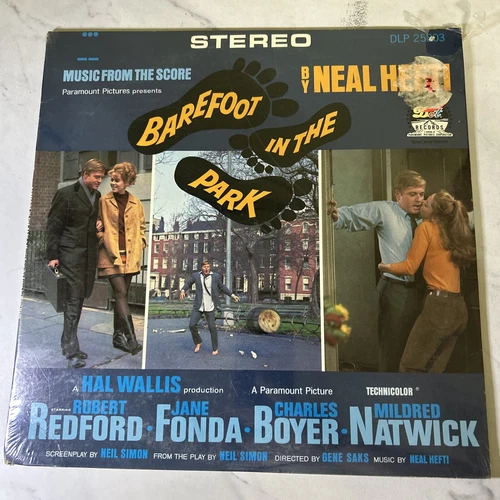 STEREO
MUSIC FROM THE SCORE
Paramount Pictures presents
BY NEAL HEFTI
BAREFOOT
IN THE
PARK
Dot
RECORDS
A HAL WALLIS production
A Paramount Picture
TECHNICOLOR®
STARRING ROBERT REDFORD · JANE FONDA · CHARLES BOYER · MILDRED NATWICK
SCREENPLAY BY NEIL SIMON FROM THE PLAY BY NEIL SIMON DIRECTED BY GENE SAKS MUSIC BY NEAL HEFTI